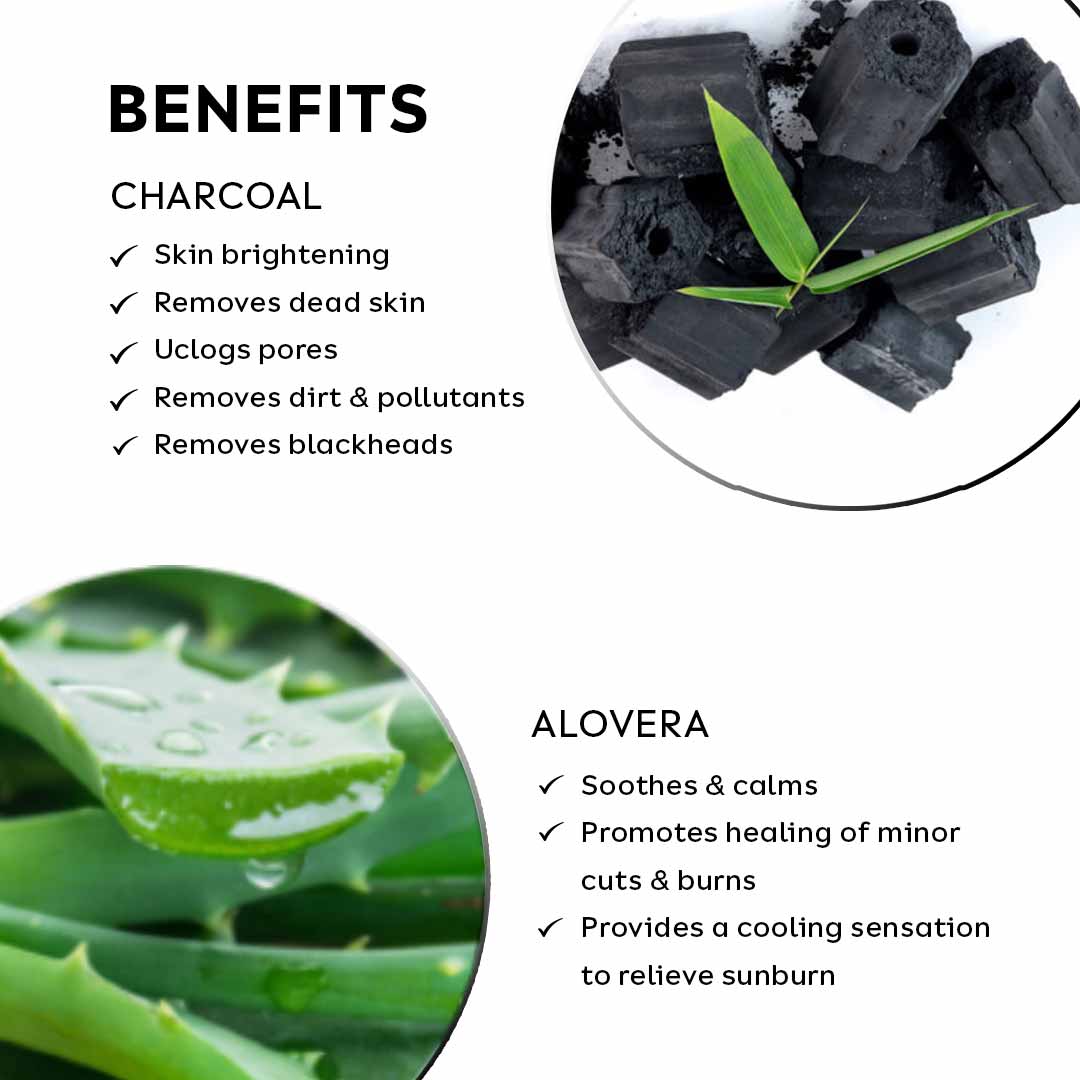 BENEFITS
CHARCOAL
Skin brightening
Removes dead skin
Uclogs pores
Removes dirt & pollutants
Removes blackheads
ALOVERA
Soothes & calms
Promotes healing of minor
cuts & burns
Provides a cooling sensation
to relieve sunburn